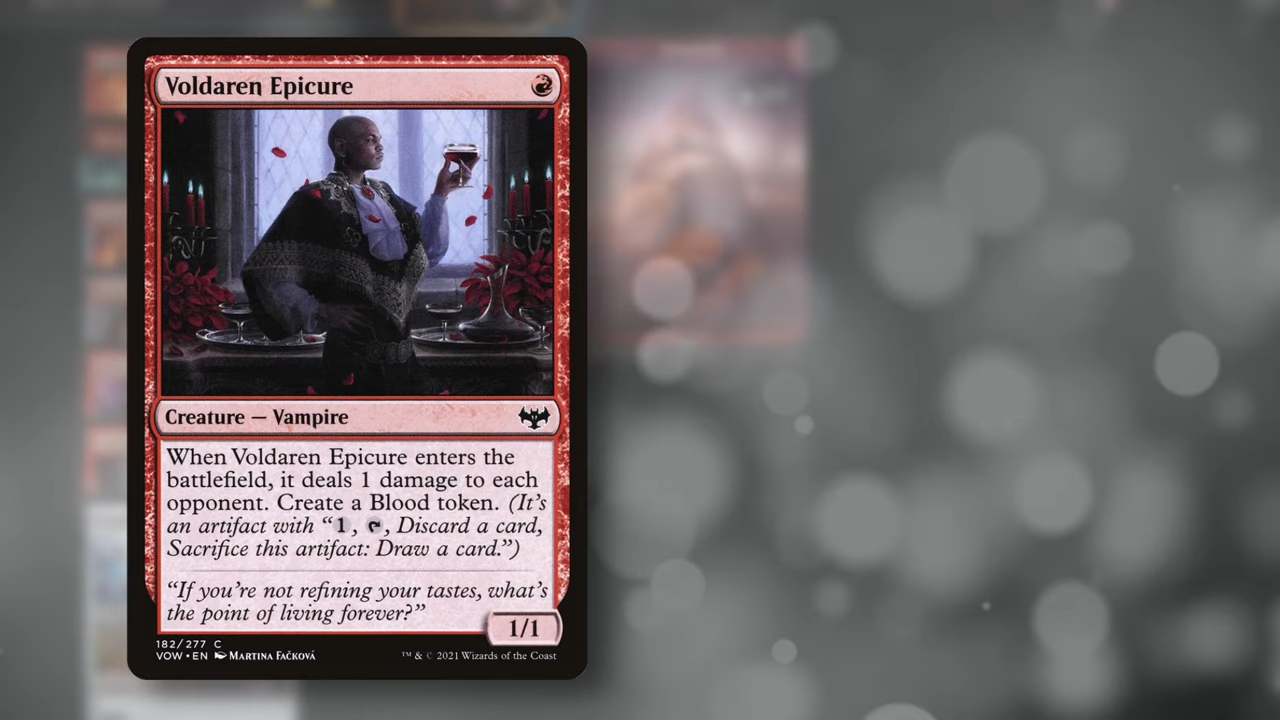 Voldaren Epicure
Creature — Vampire
When Voldaren Epicure enters the
battlefield, it deals 1 damage to each
opponent. Create a Blood token. (It's
an artifact with “1, , Discard a card,
Sacrifice this artifact: Draw a card.”)
“If you're not refining your tastes, what's
the point of living forever?”
1/1
182/277 C
VOW • EN Martina Fačková
™ & © 2021 Wizards of the Coast